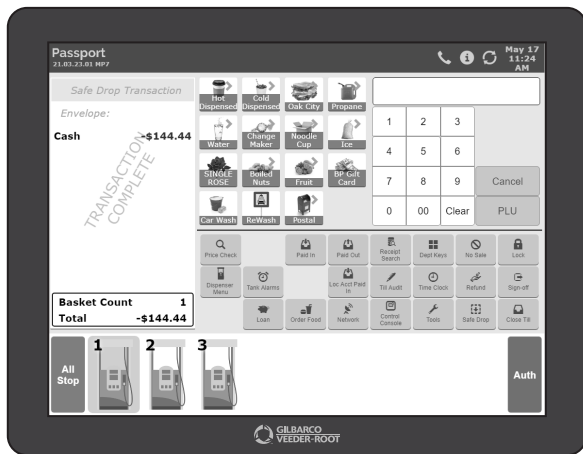 Passport
21.03.23.01 MP7
May 17
11:24
AM
Safe Drop Transaction
Envelope:
Cash -$144.44
TRANSACTION
COMPLETE
Basket Count 1
Total -$144.44
Hot
Dispensed
Cold
Dispensed
Oak City
Propane
Water
Change
Maker
Noodle
Cup
Ice
SINGLE
ROSE
Boiled
Nuts
Fruit
BP Gift
Card
Car Wash
ReWash
Postal
1 2 3
4 5 6
7 8 9 Cancel
0 00 Clear PLU
Price Check
Paid In
Paid Out
Receipt
Search
Dept Keys
No Sale
Lock
Dispenser
Menu
Tank Alarms
Loc Acct Paid
In
Till Audit
Time Clock
Refund
Sign-off
Loan
Order Food
Network
Control
Console
Tools
Safe Drop
Close Till
All
Stop
1
2
3
Auth
GILBARCO
VEEDER-ROOT